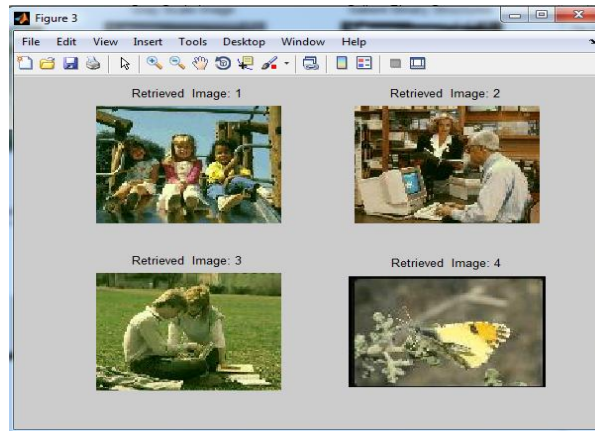 Figure 3
File Edit View Insert Tools Desktop Window Help
Retrieved Image: 1
Retrieved Image: 2
Retrieved Image: 3
Retrieved Image: 4